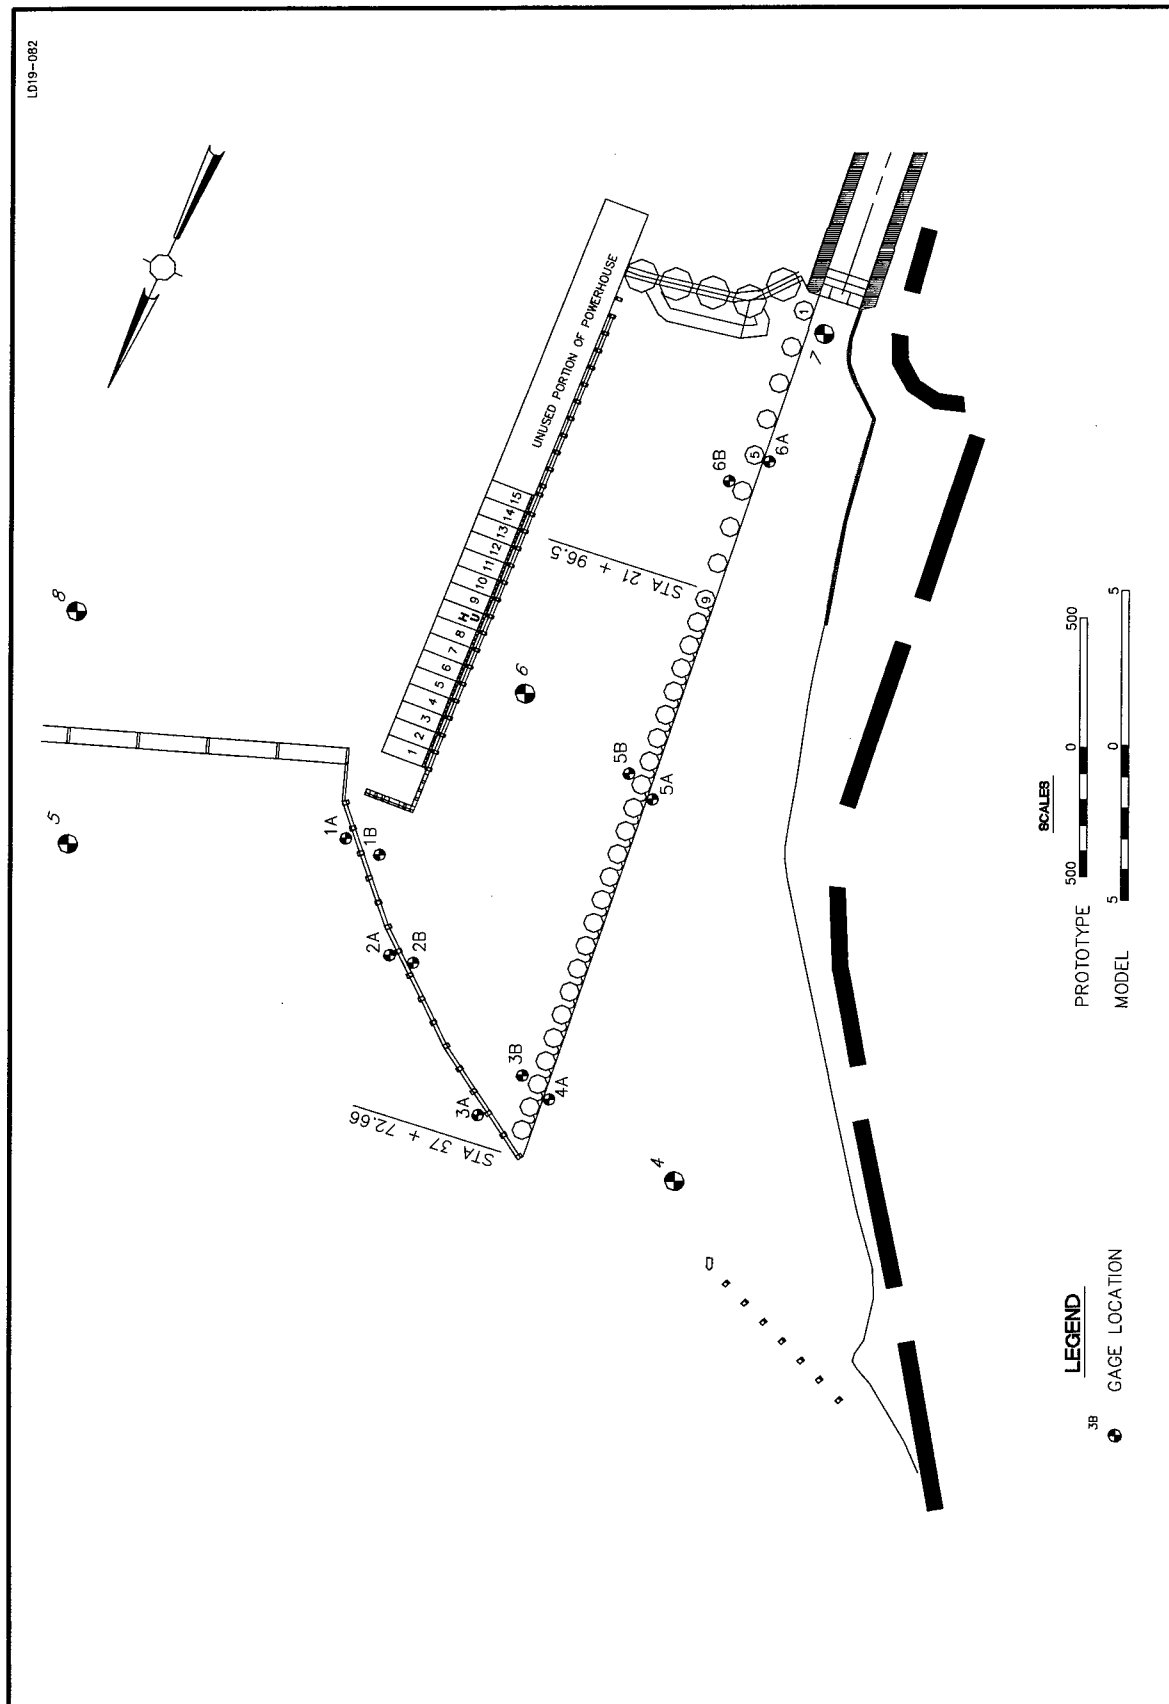 LD19-082
8
5
UNUSED PORTION OF POWERHOUSE
1 2 3 4 5 6 7 8 H U 9 10 11 12 13 14 15
6
7
4
1A
1B
2A
2B
3A
3B
4A
5A
5B
6A
6B
1
5
9
STA 21 + 96.5
STA 37 + 72.66
LEGEND
3B
GAGE LOCATION
SCALES
PROTOTYPE 500 0 500
MODEL 5 0 5